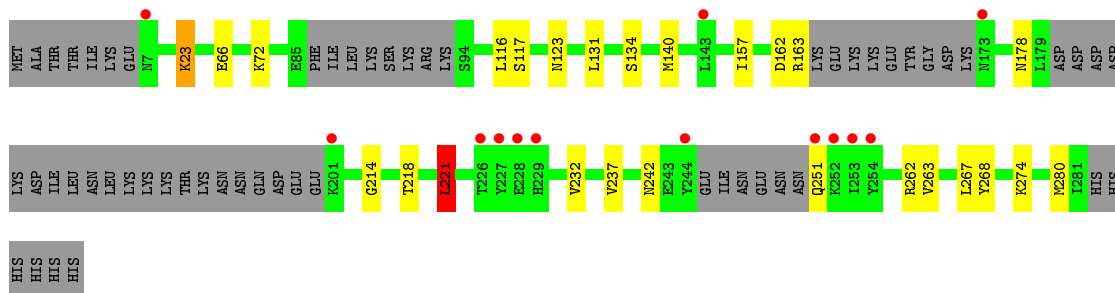 MET ALA THR THR ILE LYS GLU N7 K23 E66 K72 E85 PHE ILE LEU LYS SER LYS ARG LYS S94 L116 S117 N123 L131 S134 M140 L143 I157 D162 R163 LYS GLU LYS LYS GLU TYR GLY ASP LYS N173 N178 L179 ASP ASP ASP ASP
LYS ASP ILE LEU ASN LEU LYS LYS LYS THR LYS ASN ASN GLN ASP GLU GLU K201 G214 T218 L221 T226 Y227 E228 H229 V232 V237 N242 E243 Y244 GLU ILE ASN GLU ASN ASN Q251 K252 I253 Y254 R262 V263 L267 Y268 K274 M280 I281 HIS HIS
HIS HIS HIS HIS